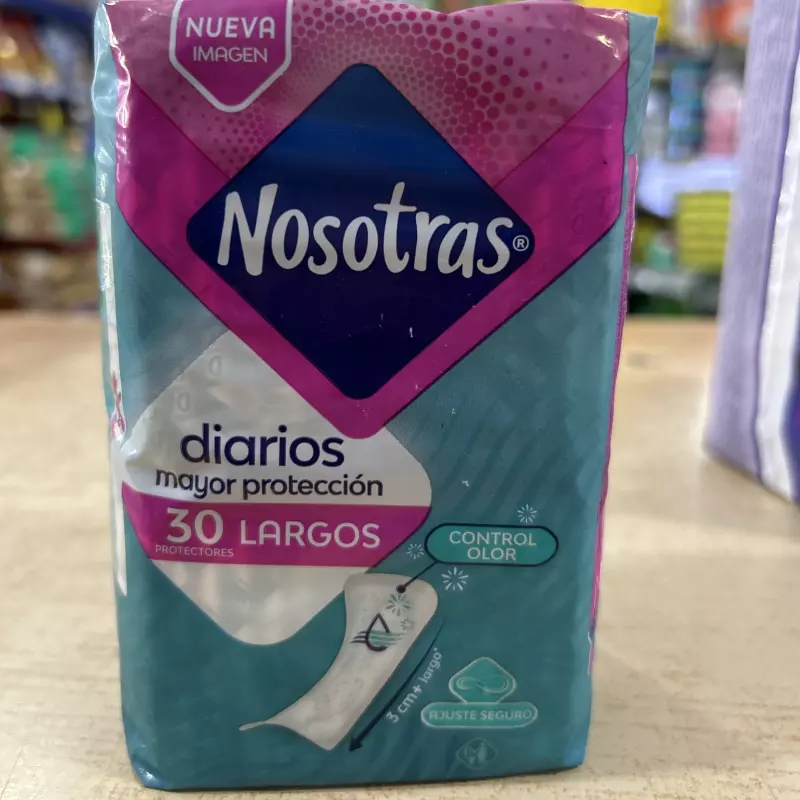 NUEVA
IMAGEN
Nosotras®
diarios
mayor protección
30 LARGOS
PROTECTORES
CONTROL
OLOR
3 cm+ largo*
AJUSTE SEGURO